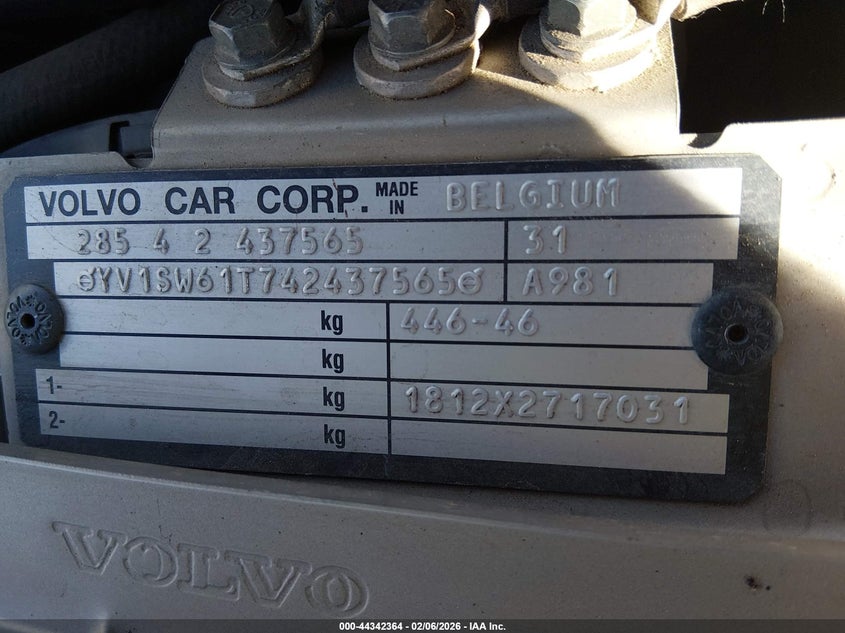 VOLVO CAR CORP. MADE IN BELGIUM
285 4 2 437565 31
YV1SW61T742437565 A981
kg 446-46
kg
1- kg 1812X2717031
2- kg
VOLVO
000-44342364 | 02/06/2026 - IAA Inc.